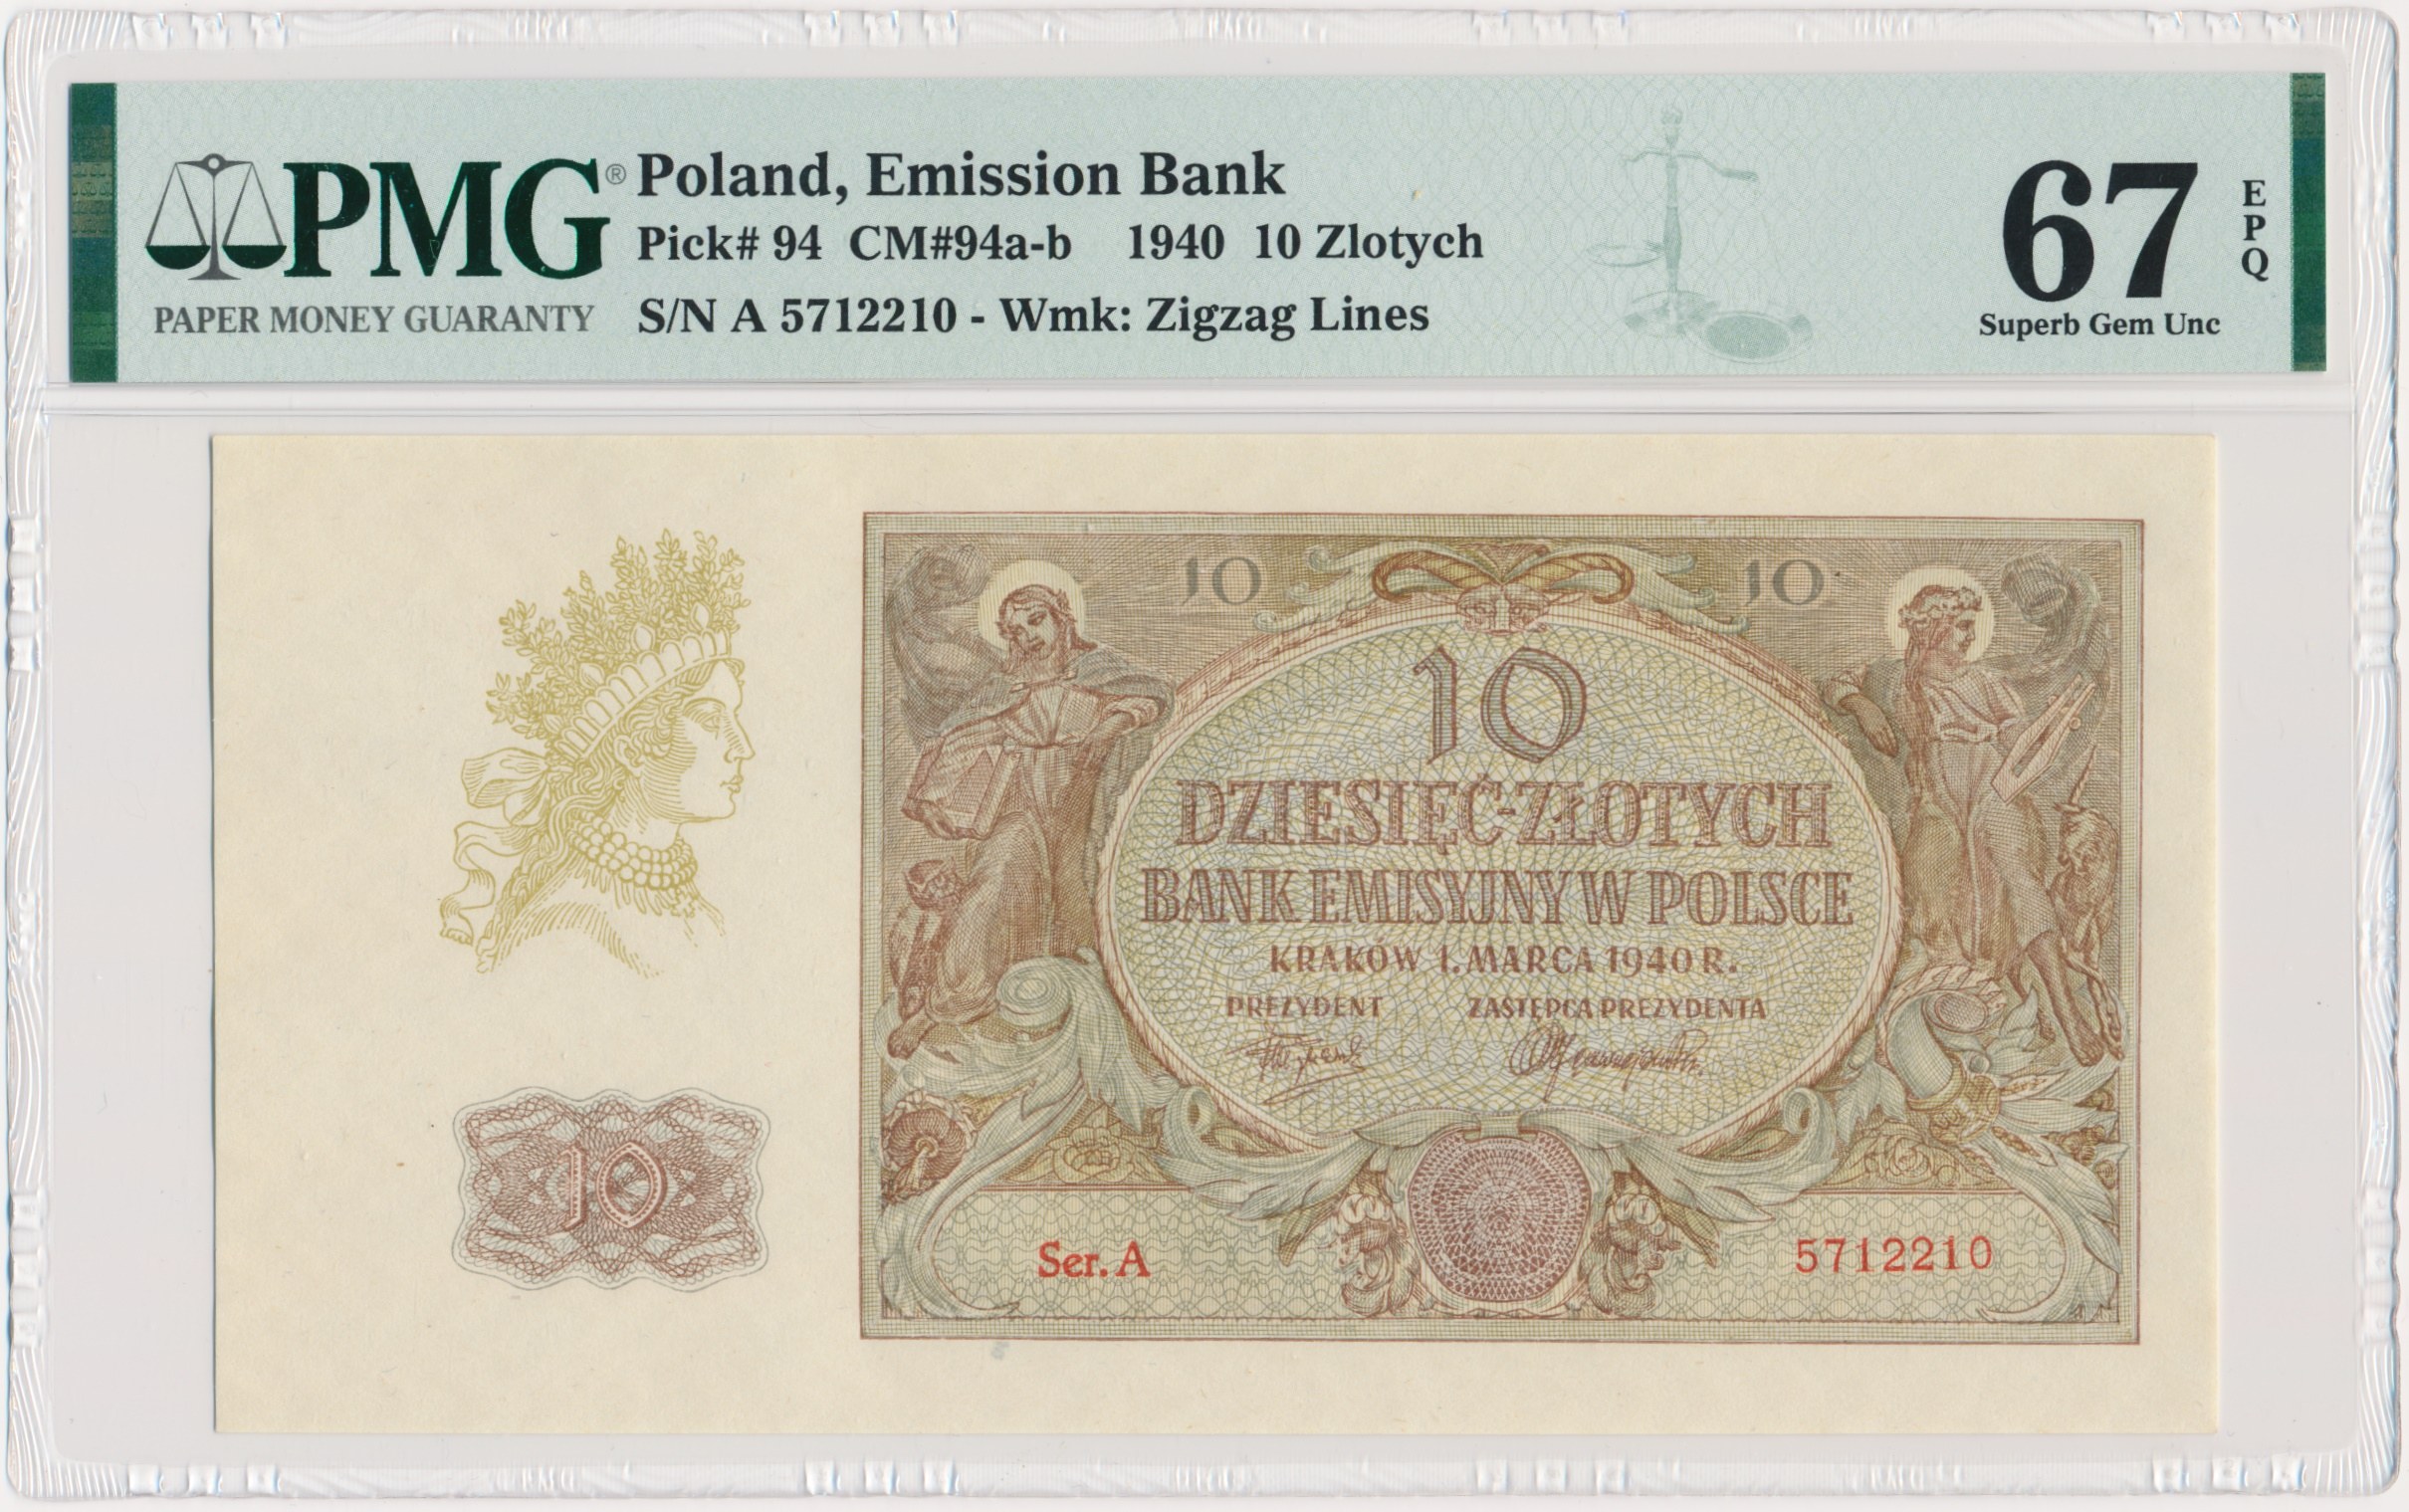 PMG®
PAPER MONEY GUARANTY
Poland, Emission Bank
Pick# 94 CM#94a-b 1940 10 Zlotych
S/N A 5712210 - Wmk: Zigzag Lines
67
EPQ
Superb Gem Unc
10 10
10
DZIESIĘĆ-ZŁOTYCH
BANK EMISYJNY W POLSCE
KRAKÓW 1. MARCA 1940 R.
PREZYDENT ZASTĘPCA PREZYDENTA
10
Ser. A 5712210